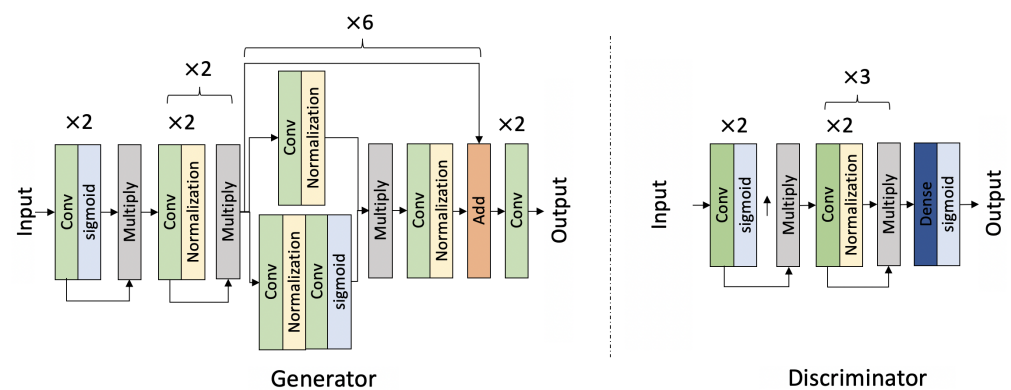 ×6
×2
×2
×2
×2
Input
Conv
sigmoid
Multiply
Conv
Normalization
Multiply
Conv
Normalization
Conv
Normalization
Conv
sigmoid
Multiply
Conv
Normalization
Add
Conv
Output
Generator
×3
×2
×2
Input
Conv
sigmoid
Multiply
Conv
Normalization
Multiply
Dense
sigmoid
Output
Discriminator